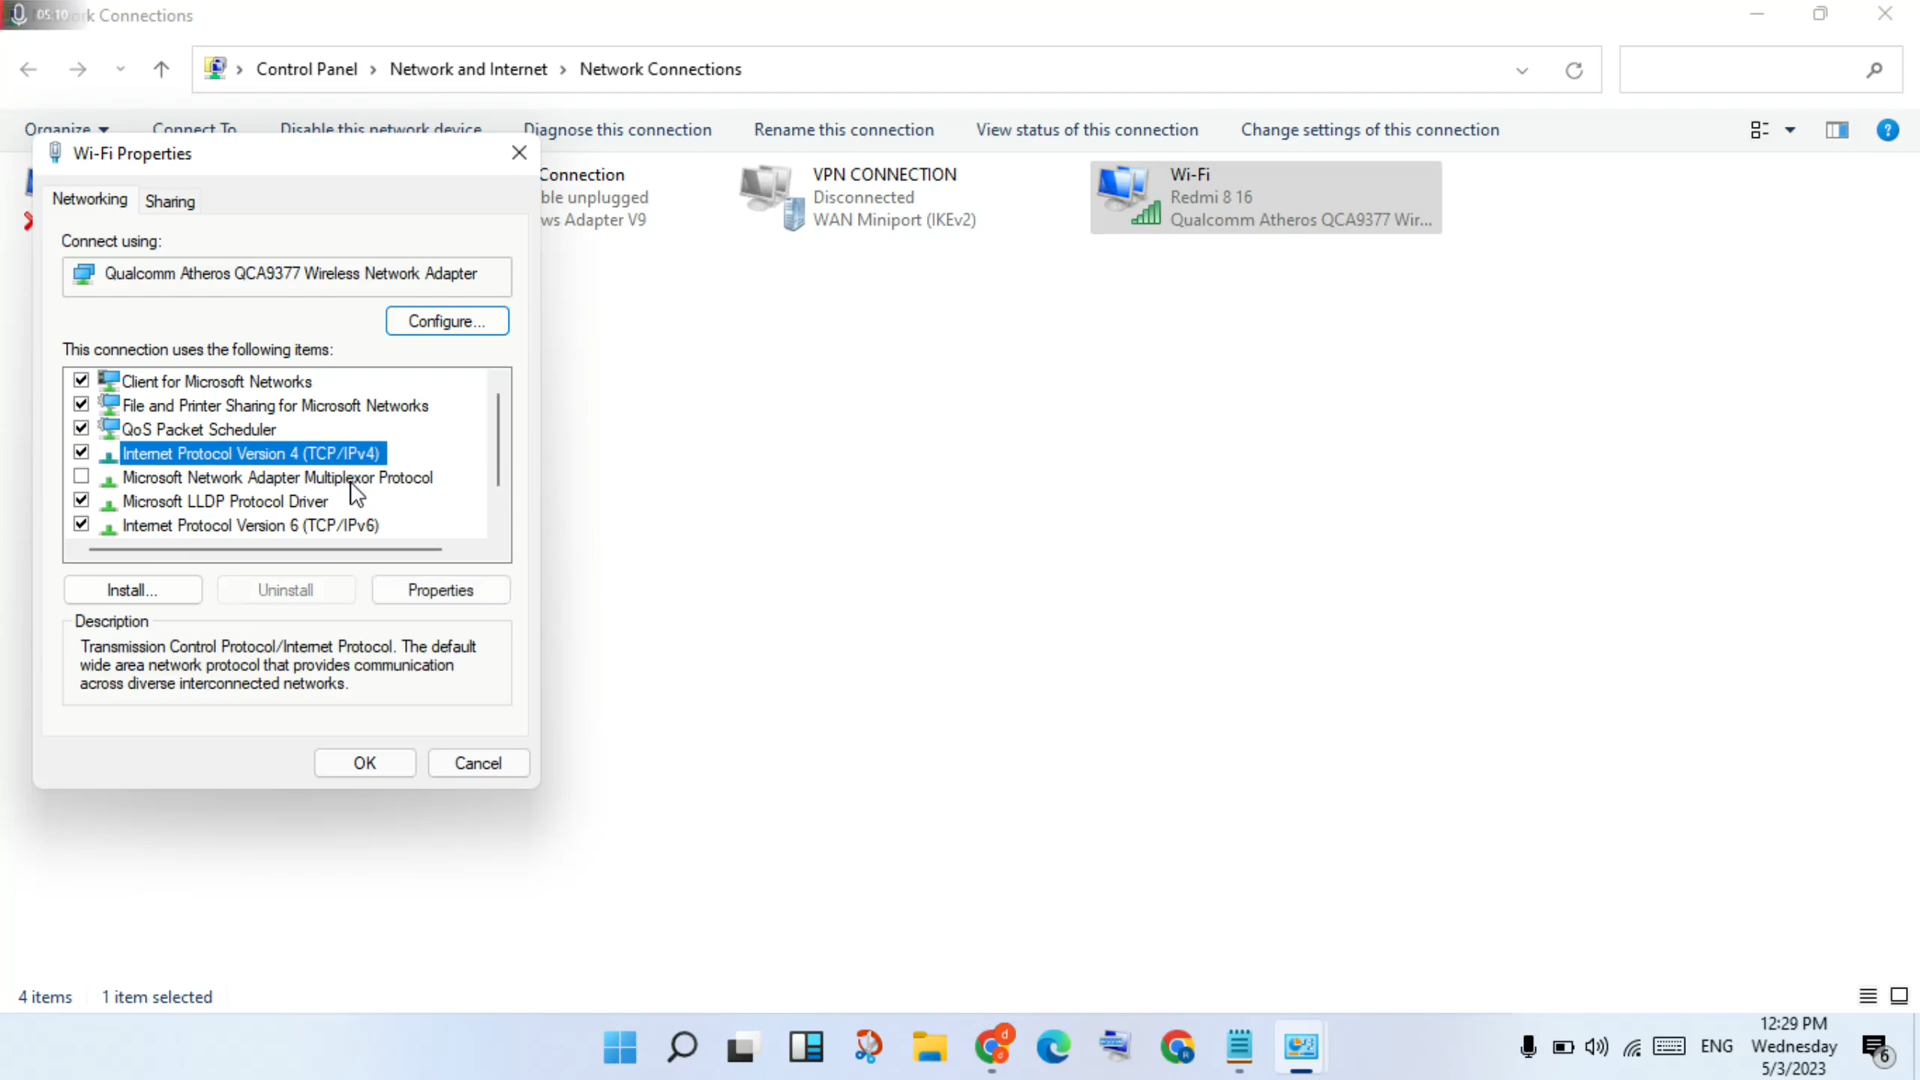 05:10
rk Connections
Control Panel > Network and Internet > Network Connections
Organize
Connect To
Disable this network device
Diagnose this connection
Rename this connection
View status of this connection
Change settings of this connection
Wi-Fi Properties
Networking
Sharing
Connect using:
Qualcomm Atheros QCA9377 Wireless Network Adapter
Configure...
This connection uses the following items:
Client for Microsoft Networks
File and Printer Sharing for Microsoft Networks
QoS Packet Scheduler
Internet Protocol Version 4 (TCP/IPv4)
Microsoft Network Adapter Multiplexor Protocol
Microsoft LLDP Protocol Driver
Internet Protocol Version 6 (TCP/IPv6)
Install...
Uninstall
Properties
Description
Transmission Control Protocol/Internet Protocol. The default
wide area network protocol that provides communication
across diverse interconnected networks.
OK
Cancel
Connection
ble unplugged
ws Adapter V9
VPN CONNECTION
Disconnected
WAN Miniport (IKEv2)
Wi-Fi
Redmi 8 16
Qualcomm Atheros QCA9377 Wir...
4 items
1 item selected
ENG
12:29 PM
Wednesday
5/3/2023
6